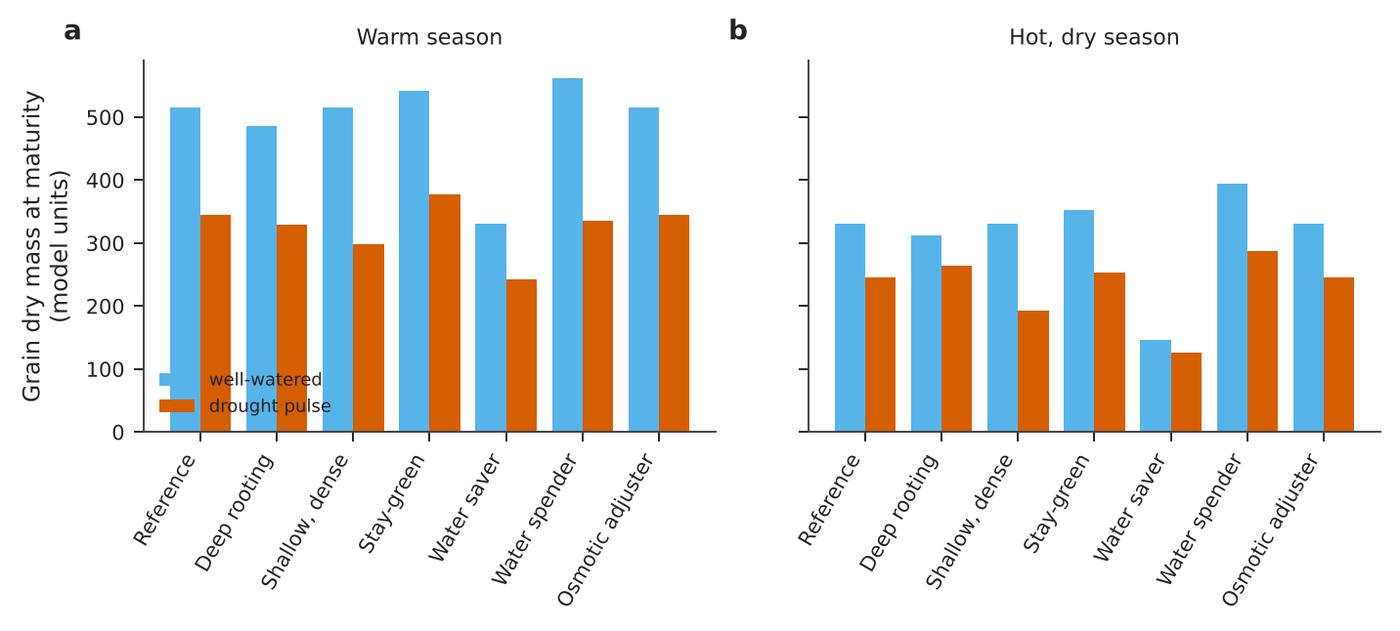 a
Warm season
Grain dry mass at maturity
(model units)
500
400
300
200
100
0
well-watered
drought pulse
Reference
Deep rooting
Shallow, dense
Stay-green
Water saver
Water spender
Osmotic adjuster
b
Hot, dry season
Reference
Deep rooting
Shallow, dense
Stay-green
Water saver
Water spender
Osmotic adjuster